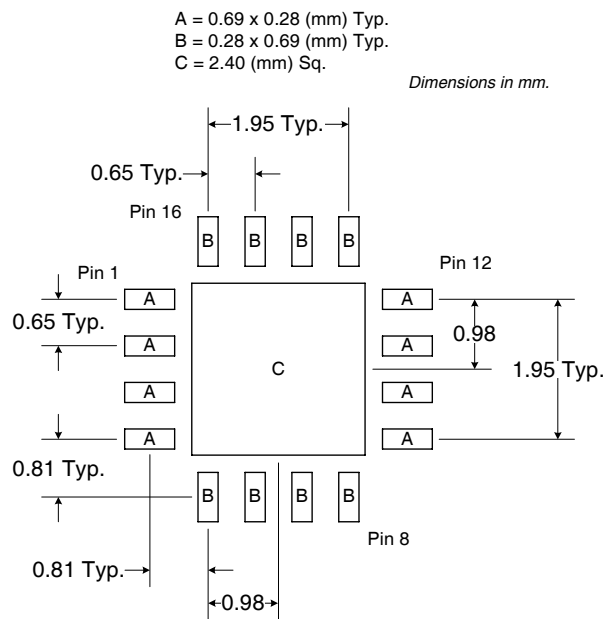 A = 0.69 x 0.28 (mm) Typ.
B = 0.28 x 0.69 (mm) Typ.
C = 2.40 (mm) Sq.
Dimensions in mm.
1.95 Typ.
0.65 Typ.
Pin 16
B B B B
Pin 1
Pin 12
A A
0.65 Typ.
0.98
A A
C
1.95 Typ.
A A
A A
0.81 Typ.
B B B B
Pin 8
0.81 Typ.
0.98